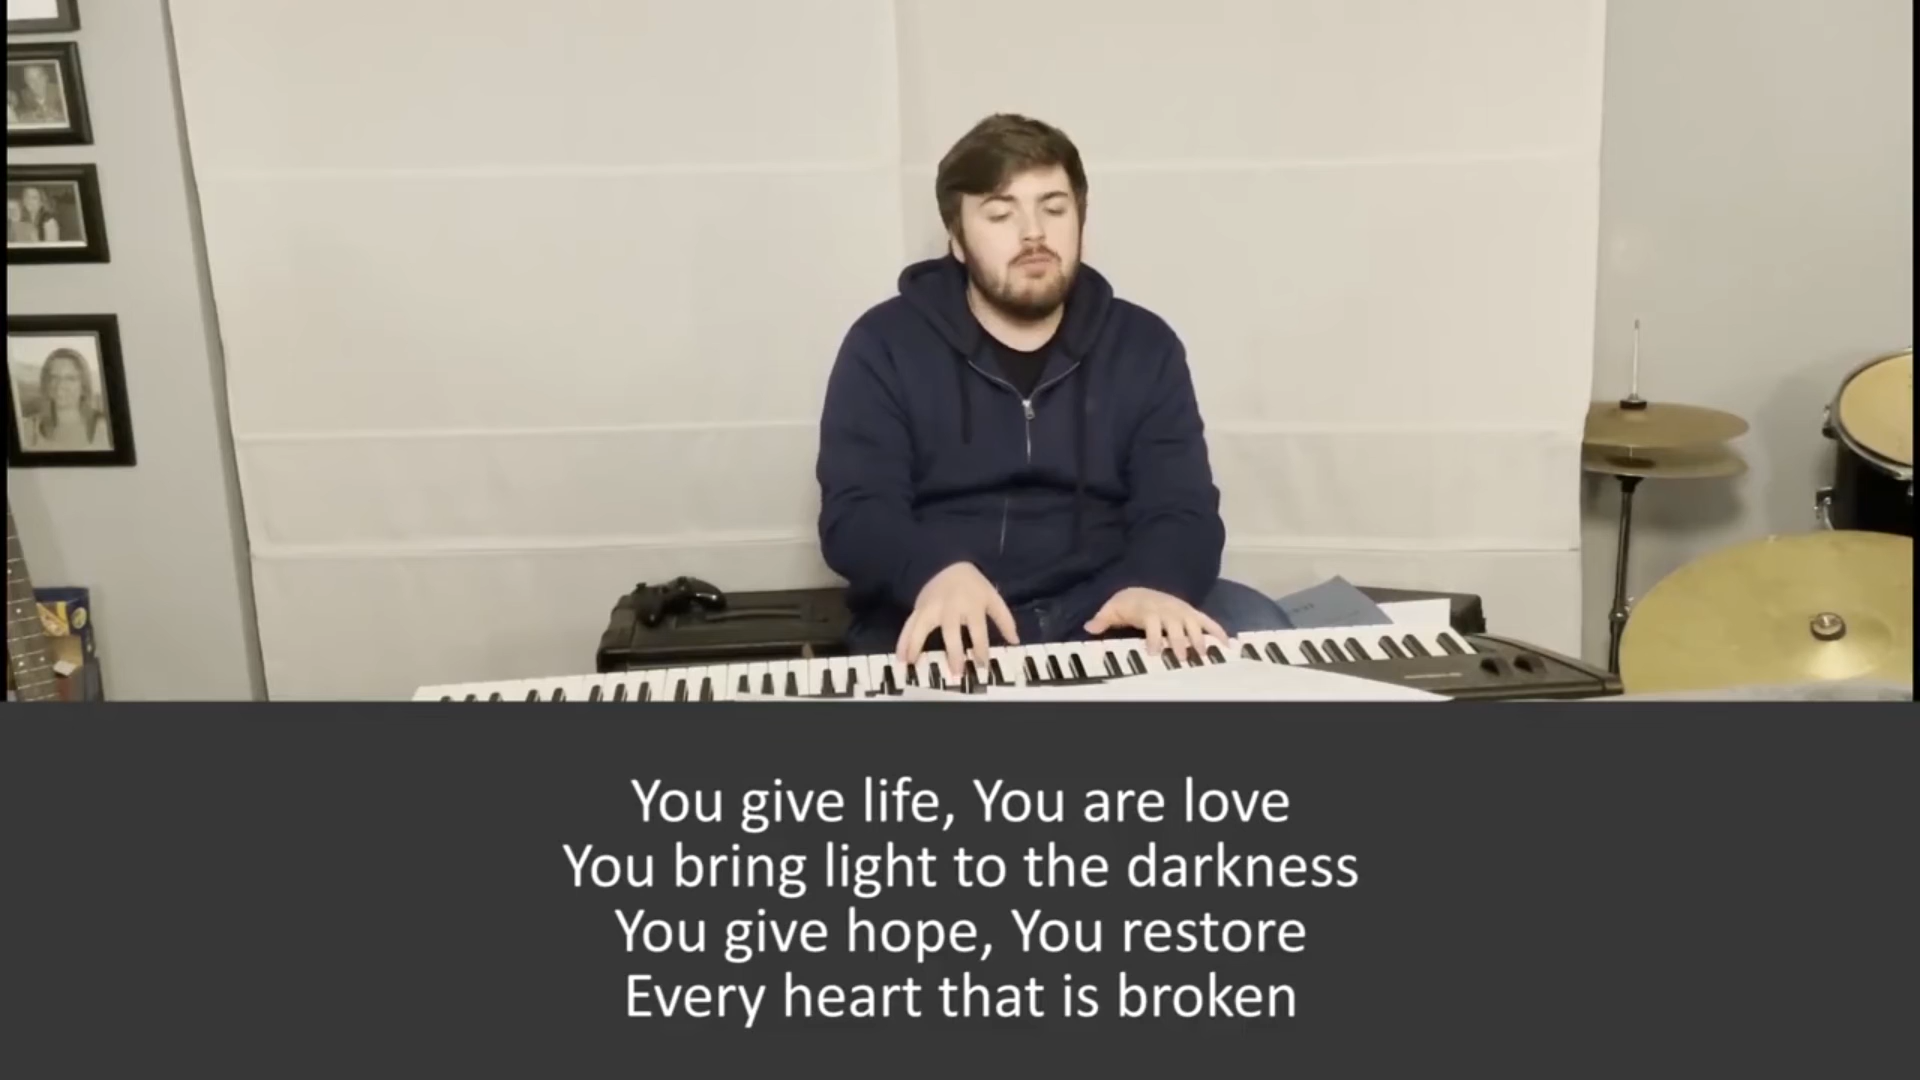 You give life, You are love
You bring light to the darkness
You give hope, You restore
Every heart that is broken